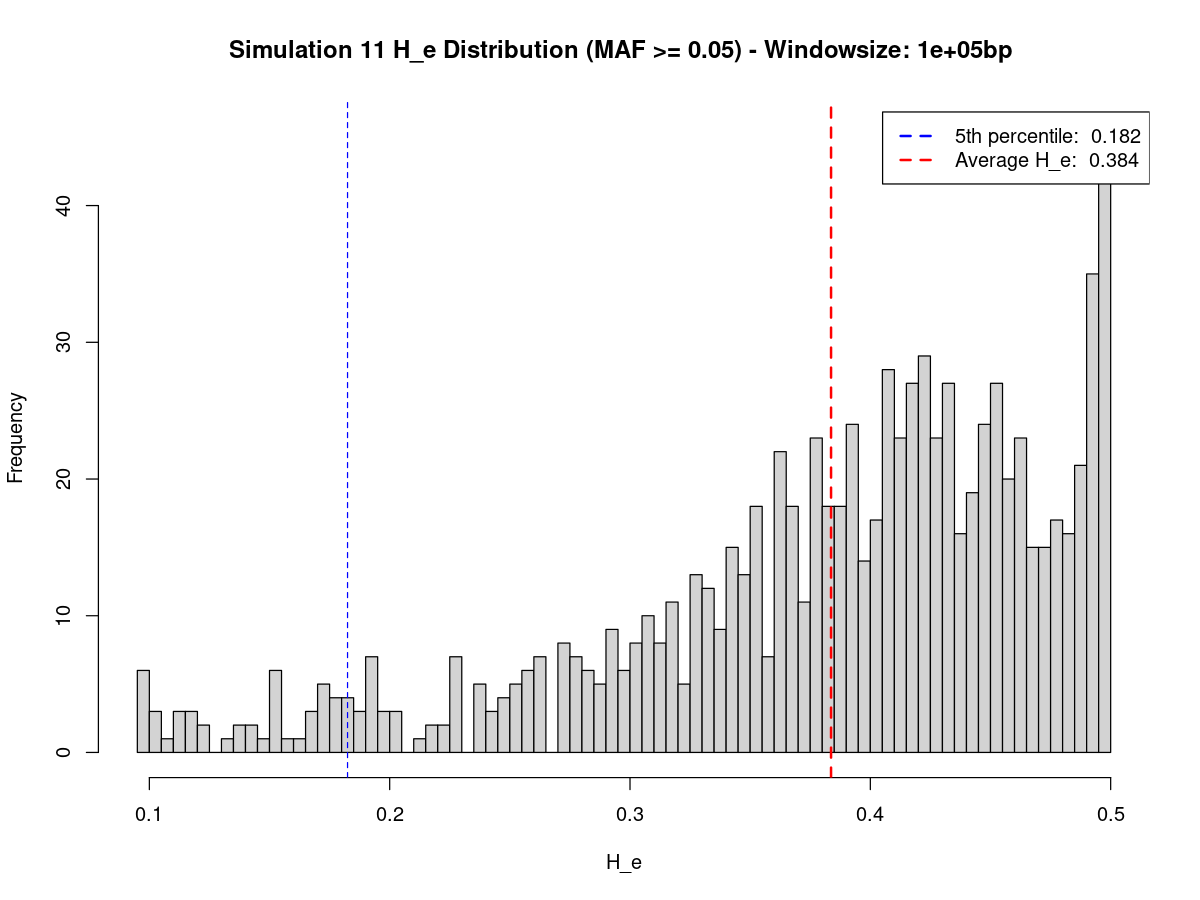 Simulation 11 H_e Distribution (MAF >= 0.05) - Windowsize: 1e+05bp
5th percentile:  0.182
Average H_e:  0.384
Frequency
40
30
20
10
0
0.1 0.2 0.3 0.4 0.5
H_e